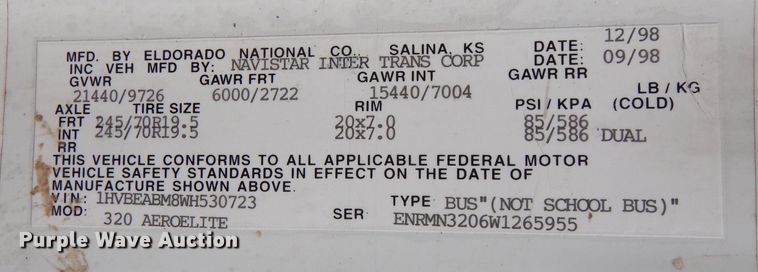 MFD. BY ELDORADO NATIONAL CO., SALINA, KS DATE: 12/98
INC VEH MFD BY: NAVISTAR INTER TRANS CORP DATE: 09/98
GVWR GAWR FRT GAWR INT GAWR RR
21440/9726 6000/2722 15440/7004 LB / KG
AXLE TIRE SIZE RIM PSI / KPA (COLD)
FRT 245/70R19.5 20x7.0 85/586
INT 245/70R19.5 20x7.0 85/586 DUAL
RR
THIS VEHICLE CONFORMS TO ALL APPLICABLE FEDERAL MOTOR
VEHICLE SAFETY STANDARDS IN EFFECT ON THE DATE OF
MANUFACTURE SHOWN ABOVE.
VIN: 1HVBEABM8WH530723 TYPE BUS"(NOT SCHOOL BUS)"
MOD: 320 AEROELITE SER ENRMN3206W1265955
Purple Wave Auction